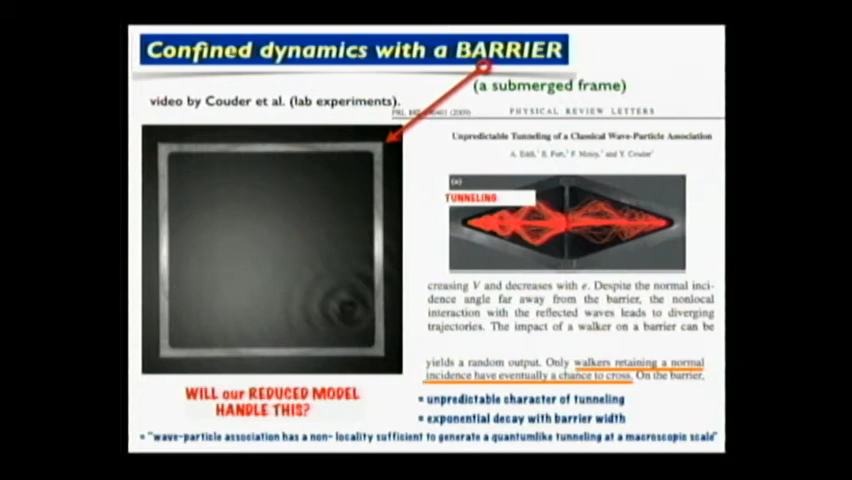 Confined dynamics with a BARRIER
(a submerged frame)
video by Couder et al. (lab experiments).
PHYSICAL REVIEW LETTERS
Unpredictable Tunneling of a Classical Wave-Particle Association
A. Eddi, E. Fort, F. Moisy, and Y. Couder
(a)
TUNNELING
creasing V and decreases with e. Despite the normal inci-
dence angle far away from the barrier, the nonlocal
interaction with the reflected waves leads to diverging
trajectories. The impact of a walker on a barrier can be
yields a random output. Only walkers retaining a normal
incidence have eventually a chance to cross. On the barrier,
WILL our REDUCED MODEL
HANDLE THIS?
= unpredictable character of tunneling
= exponential decay with barrier width
= "wave-particle association has a non-locality sufficient to generate a quantumlike tunneling at a macroscopic scale"